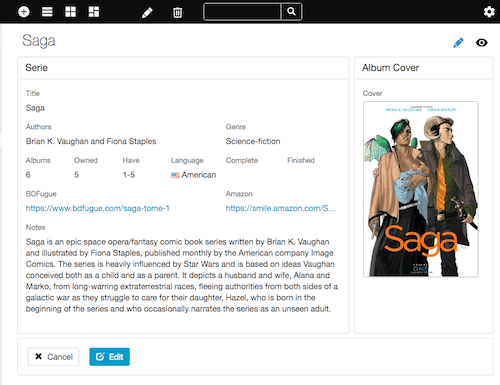 Saga
Serie
Album Cover
Title
Saga
Cover
Authors
Genre
Brian K. Vaughan and Fiona Staples
Science-fiction
Albums Owned Have Language Complete Finished
6 5 1-5 American
BDFugue
Amazon
https://www.bdfugue.com/saga-tome-1
https://smile.amazon.com/S...
Notes
Saga is an epic space opera/fantasy comic book series written by Brian K. Vaughan
and illustrated by Fiona Staples, published monthly by the American company Image
Comics. The series is heavily influenced by Star Wars and is based on ideas Vaughan
conceived both as a child and as a parent. It depicts a husband and wife, Alana and
Marko, from long-warring extraterrestrial races, fleeing authorities from both sides of a
galactic war as they struggle to care for their daughter, Hazel, who is born in the
beginning of the series and who occasionally narrates the series as an unseen adult.
BRIAN K. VAUGHAN FIONA STAPLES
Saga
ONE
Cancel
Edit